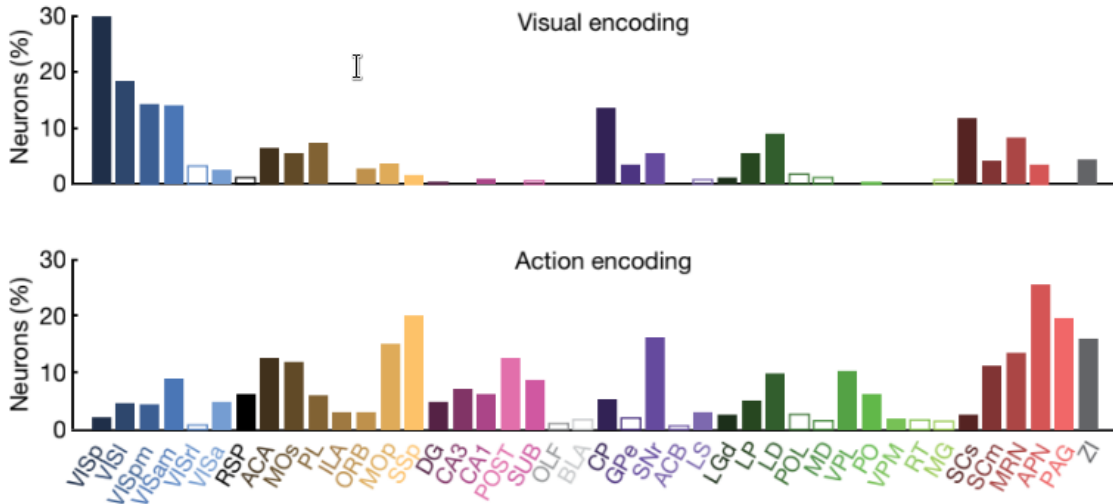 Visual encoding
Neurons (%)
30
20
10
0
Action encoding
Neurons (%)
30
20
10
0
VISp VISl VISpm VISam VISrl VISa RSP ACA MOs PL ILA ORB MOp SSp DG CA3 CA1 POST SUB OLF BLA CP GPe SNr ACB LS LGd LP LD POL MD VPL PO VPM RT MG SCs SCm MRN APN PAG ZI